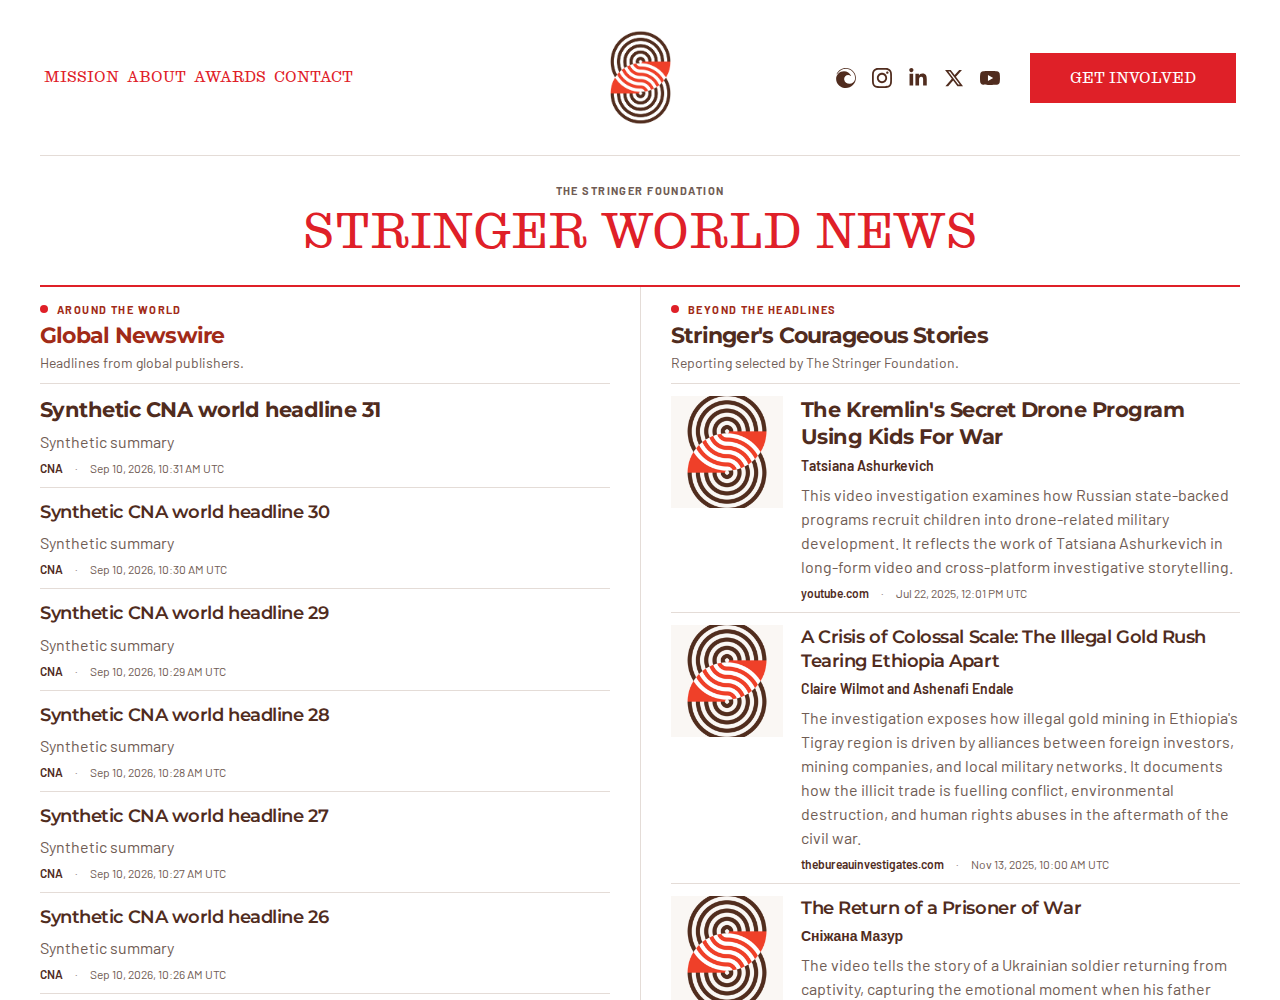 MISSION ABOUT AWARDS CONTACT
GET INVOLVED
THE STRINGER FOUNDATION
STRINGER WORLD NEWS
AROUND THE WORLD
Global Newswire
Headlines from global publishers.
Synthetic CNA world headline 31
Synthetic summary
CNA · Sep 10, 2026, 10:31 AM UTC
Synthetic CNA world headline 30
Synthetic summary
CNA · Sep 10, 2026, 10:30 AM UTC
Synthetic CNA world headline 29
Synthetic summary
CNA · Sep 10, 2026, 10:29 AM UTC
Synthetic CNA world headline 28
Synthetic summary
CNA · Sep 10, 2026, 10:28 AM UTC
Synthetic CNA world headline 27
Synthetic summary
CNA · Sep 10, 2026, 10:27 AM UTC
Synthetic CNA world headline 26
Synthetic summary
CNA · Sep 10, 2026, 10:26 AM UTC
BEYOND THE HEADLINES
Stringer's Courageous Stories
Reporting selected by The Stringer Foundation.
The Kremlin's Secret Drone Program
Using Kids For War
Tatsiana Ashurkevich
This video investigation examines how Russian state-backed
programs recruit children into drone-related military
development. It reflects the work of Tatsiana Ashurkevich in
long-form video and cross-platform investigative storytelling.
youtube.com · Jul 22, 2025, 12:01 PM UTC
A Crisis of Colossal Scale: The Illegal Gold Rush
Tearing Ethiopia Apart
Claire Wilmot and Ashenafi Endale
The investigation exposes how illegal gold mining in Ethiopia's
Tigray region is driven by alliances between foreign investors,
mining companies, and local military networks. It documents
how the illicit trade is fuelling conflict, environmental
destruction, and human rights abuses in the aftermath of the
civil war.
thebureauinvestigates.com · Nov 13, 2025, 10:00 AM UTC
The Return of a Prisoner of War
Сніжана Мазур
The video tells the story of a Ukrainian soldier returning from
captivity, capturing the emotional moment when his father